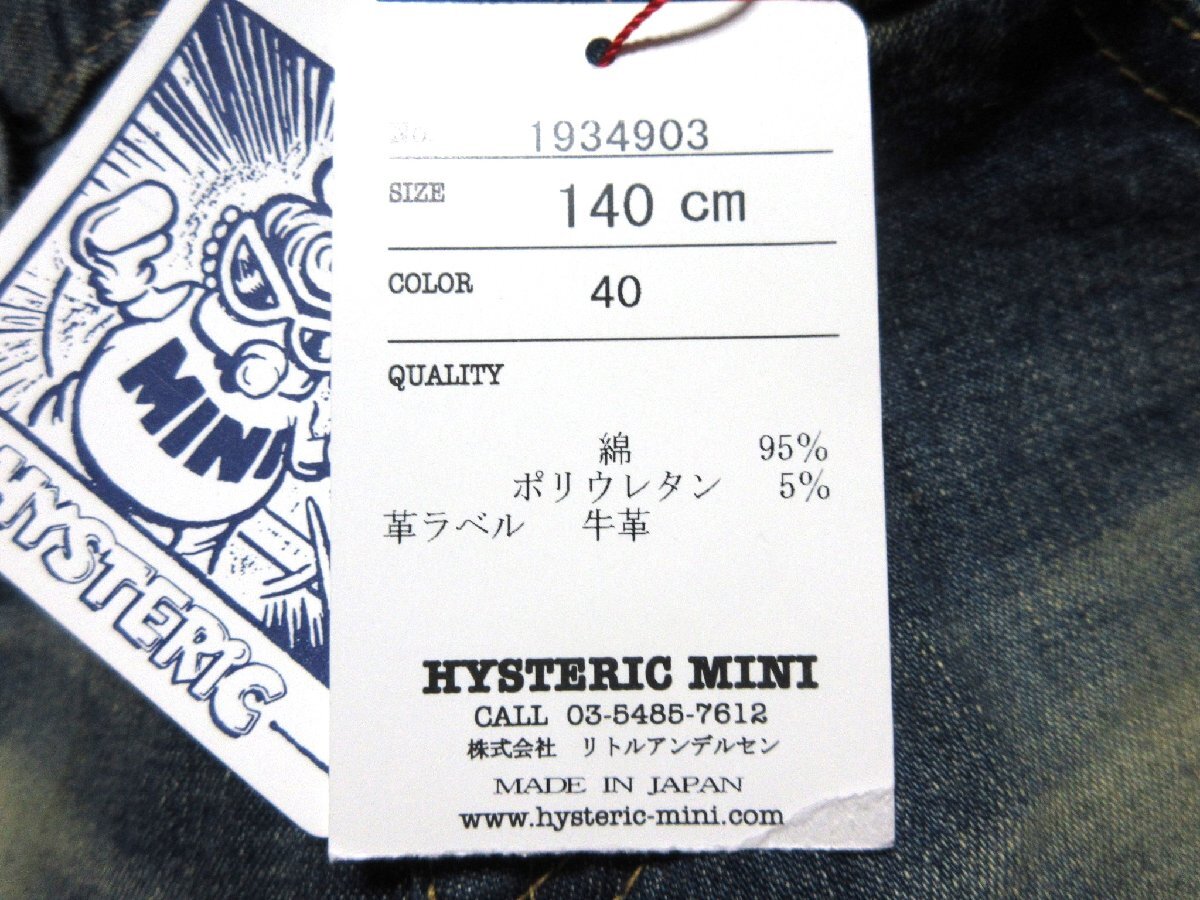 No. 1934903
SIZE 140 cm
COLOR 40
QUALITY
綿 95%
ポリウレタン 5%
革ラベル 牛革
HYSTERIC MINI
CALL 03-5485-7612
株式会社 リトルアンデルセン
MADE IN JAPAN
www.hysteric-mini.com
MINI
HYSTERIC